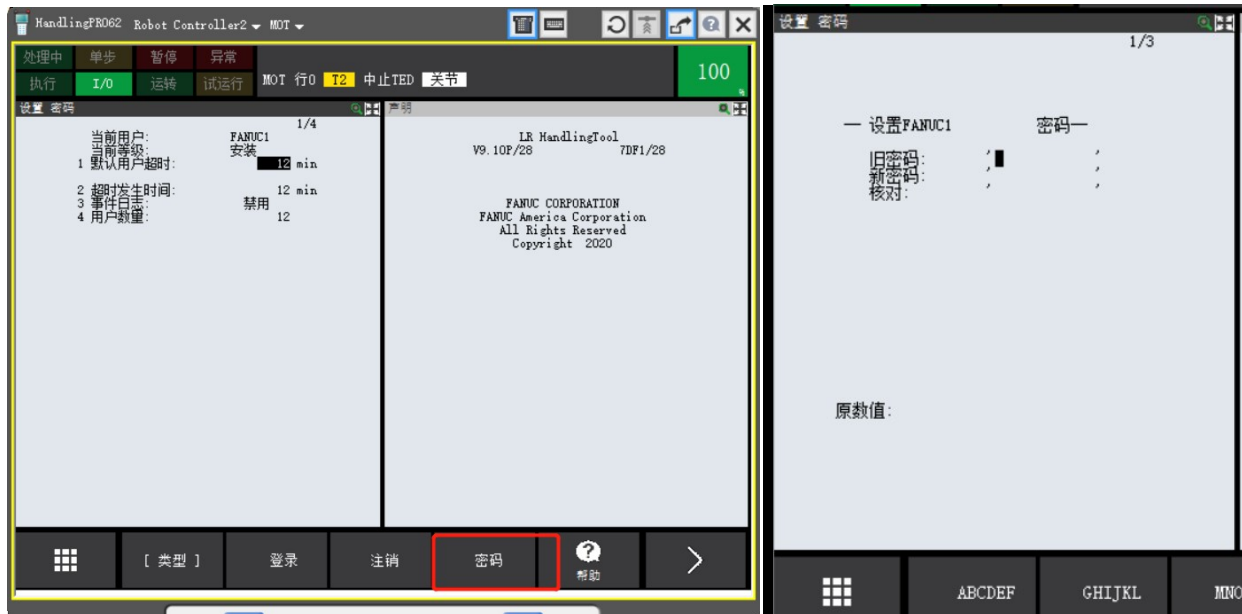 HandlingPRO62 Robot Controller2 MOT
处理中 单步 暂停 异常
执行 I/O 运转 试运行 MOT 行0 T2 中止TED 关节 100
设置 密码
1/4
当前用户: FANUC1
当前等级: 安装
1 默认用户超时: 12 min
2 超时发生时间: 12 min
3 事件日志: 禁用
4 用户数量: 12
声明
LR HandlingTool
V9.10P/28 7DF1/28
FANUC CORPORATION
FANUC America Corporation
All Rights Reserved
Copyright 2020
[ 类型 ] 登录 注销 密码 帮助
设置 密码
1/3
— 设置FANUC1 密码—
旧密码: ' '
新密码: ' '
核对: ' '
原数值:
ABCDEF GHIJKL MNO